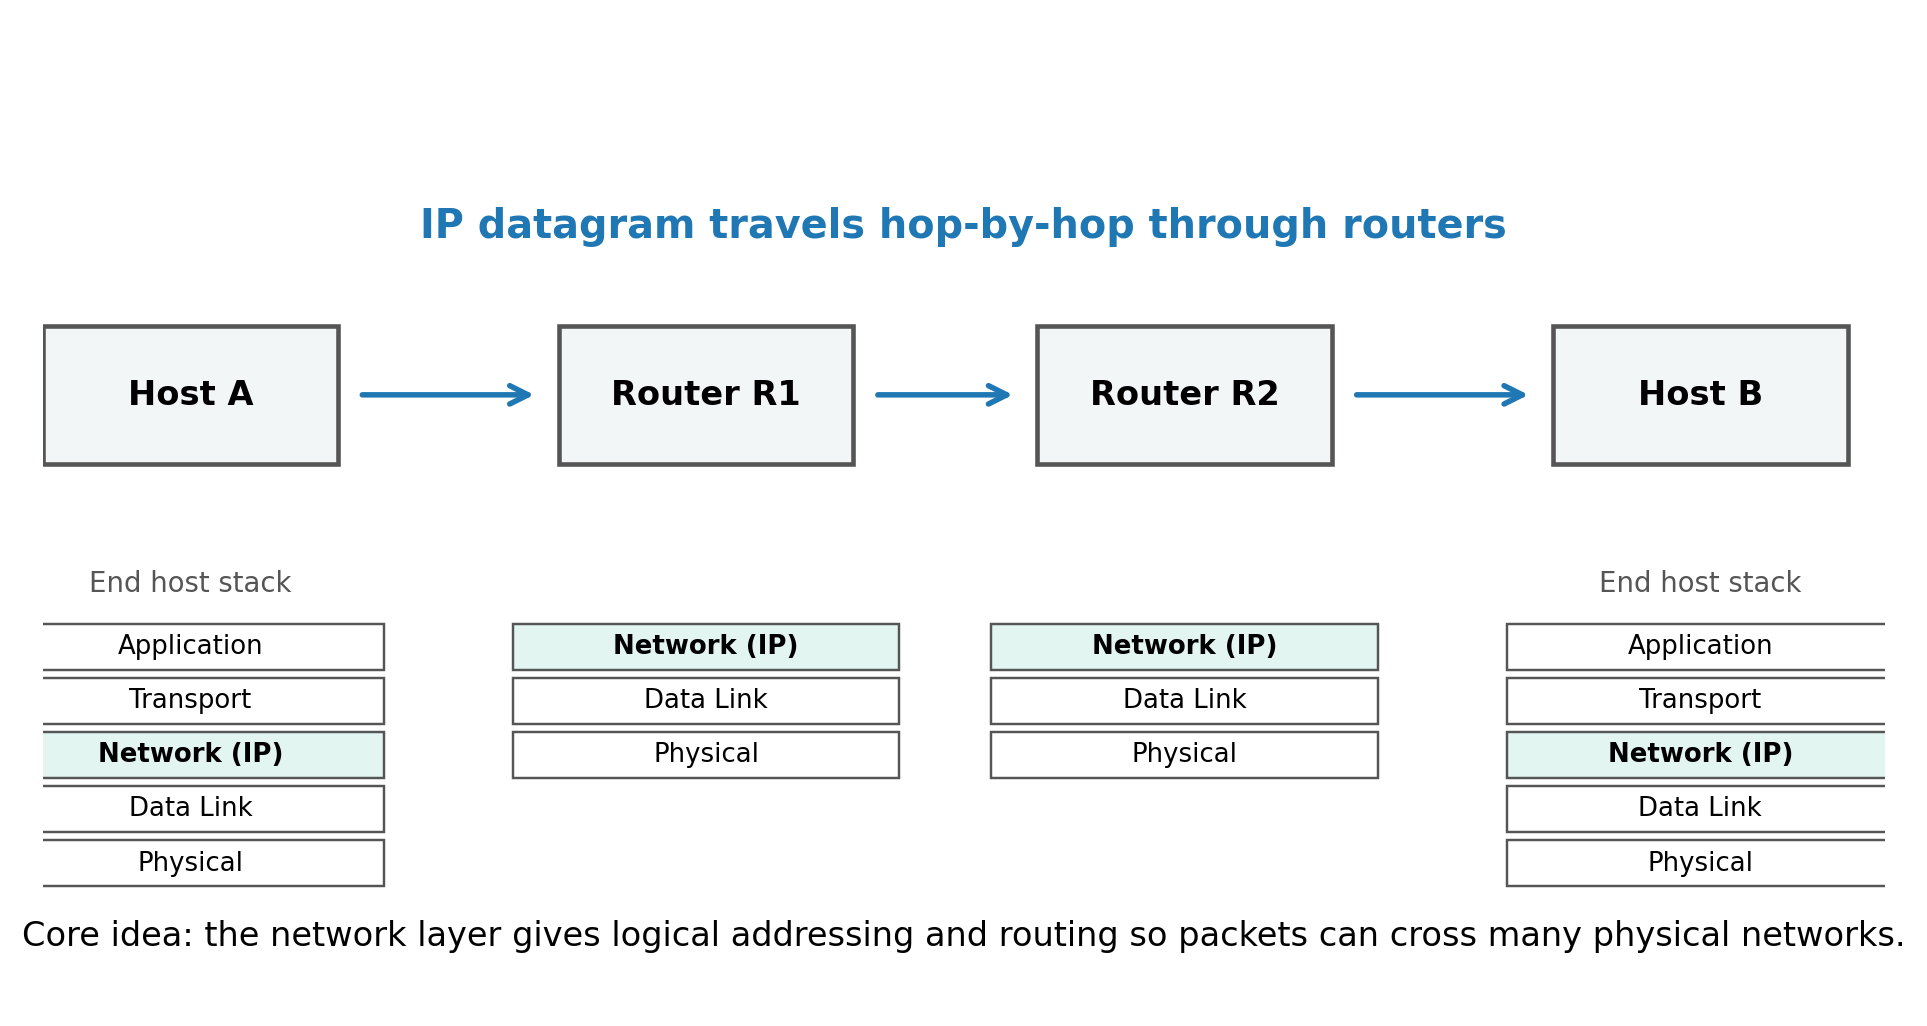 IP datagram travels hop-by-hop through routers
Host A
Router R1
Router R2
Host B
End host stack
Application
Transport
Network (IP)
Data Link
Physical
Network (IP)
Data Link
Physical
Network (IP)
Data Link
Physical
End host stack
Application
Transport
Network (IP)
Data Link
Physical
Core idea: the network layer gives logical addressing and routing so packets can cross many physical networks.